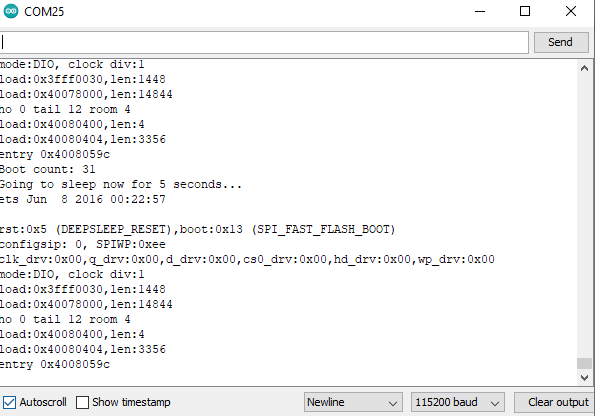 COM25
Send
mode:DIO, clock div:1
load:0x3fff0030,len:1448
load:0x40078000,len:14844
no 0 tail 12 room 4
load:0x40080400,len:4
load:0x40080404,len:3356
entry 0x4008059c
Boot count: 31
Going to sleep now for 5 seconds...
ets Jun  8 2016 00:22:57
rst:0x5 (DEEPSLEEP_RESET),boot:0x13 (SPI_FAST_FLASH_BOOT)
configsip: 0, SPIWP:0xee
clk_drv:0x00,q_drv:0x00,d_drv:0x00,cs0_drv:0x00,hd_drv:0x00,wp_drv:0x00
mode:DIO, clock div:1
load:0x3fff0030,len:1448
load:0x40078000,len:14844
no 0 tail 12 room 4
load:0x40080400,len:4
load:0x40080404,len:3356
entry 0x4008059c
Autoscroll Show timestamp Newline 115200 baud Clear output